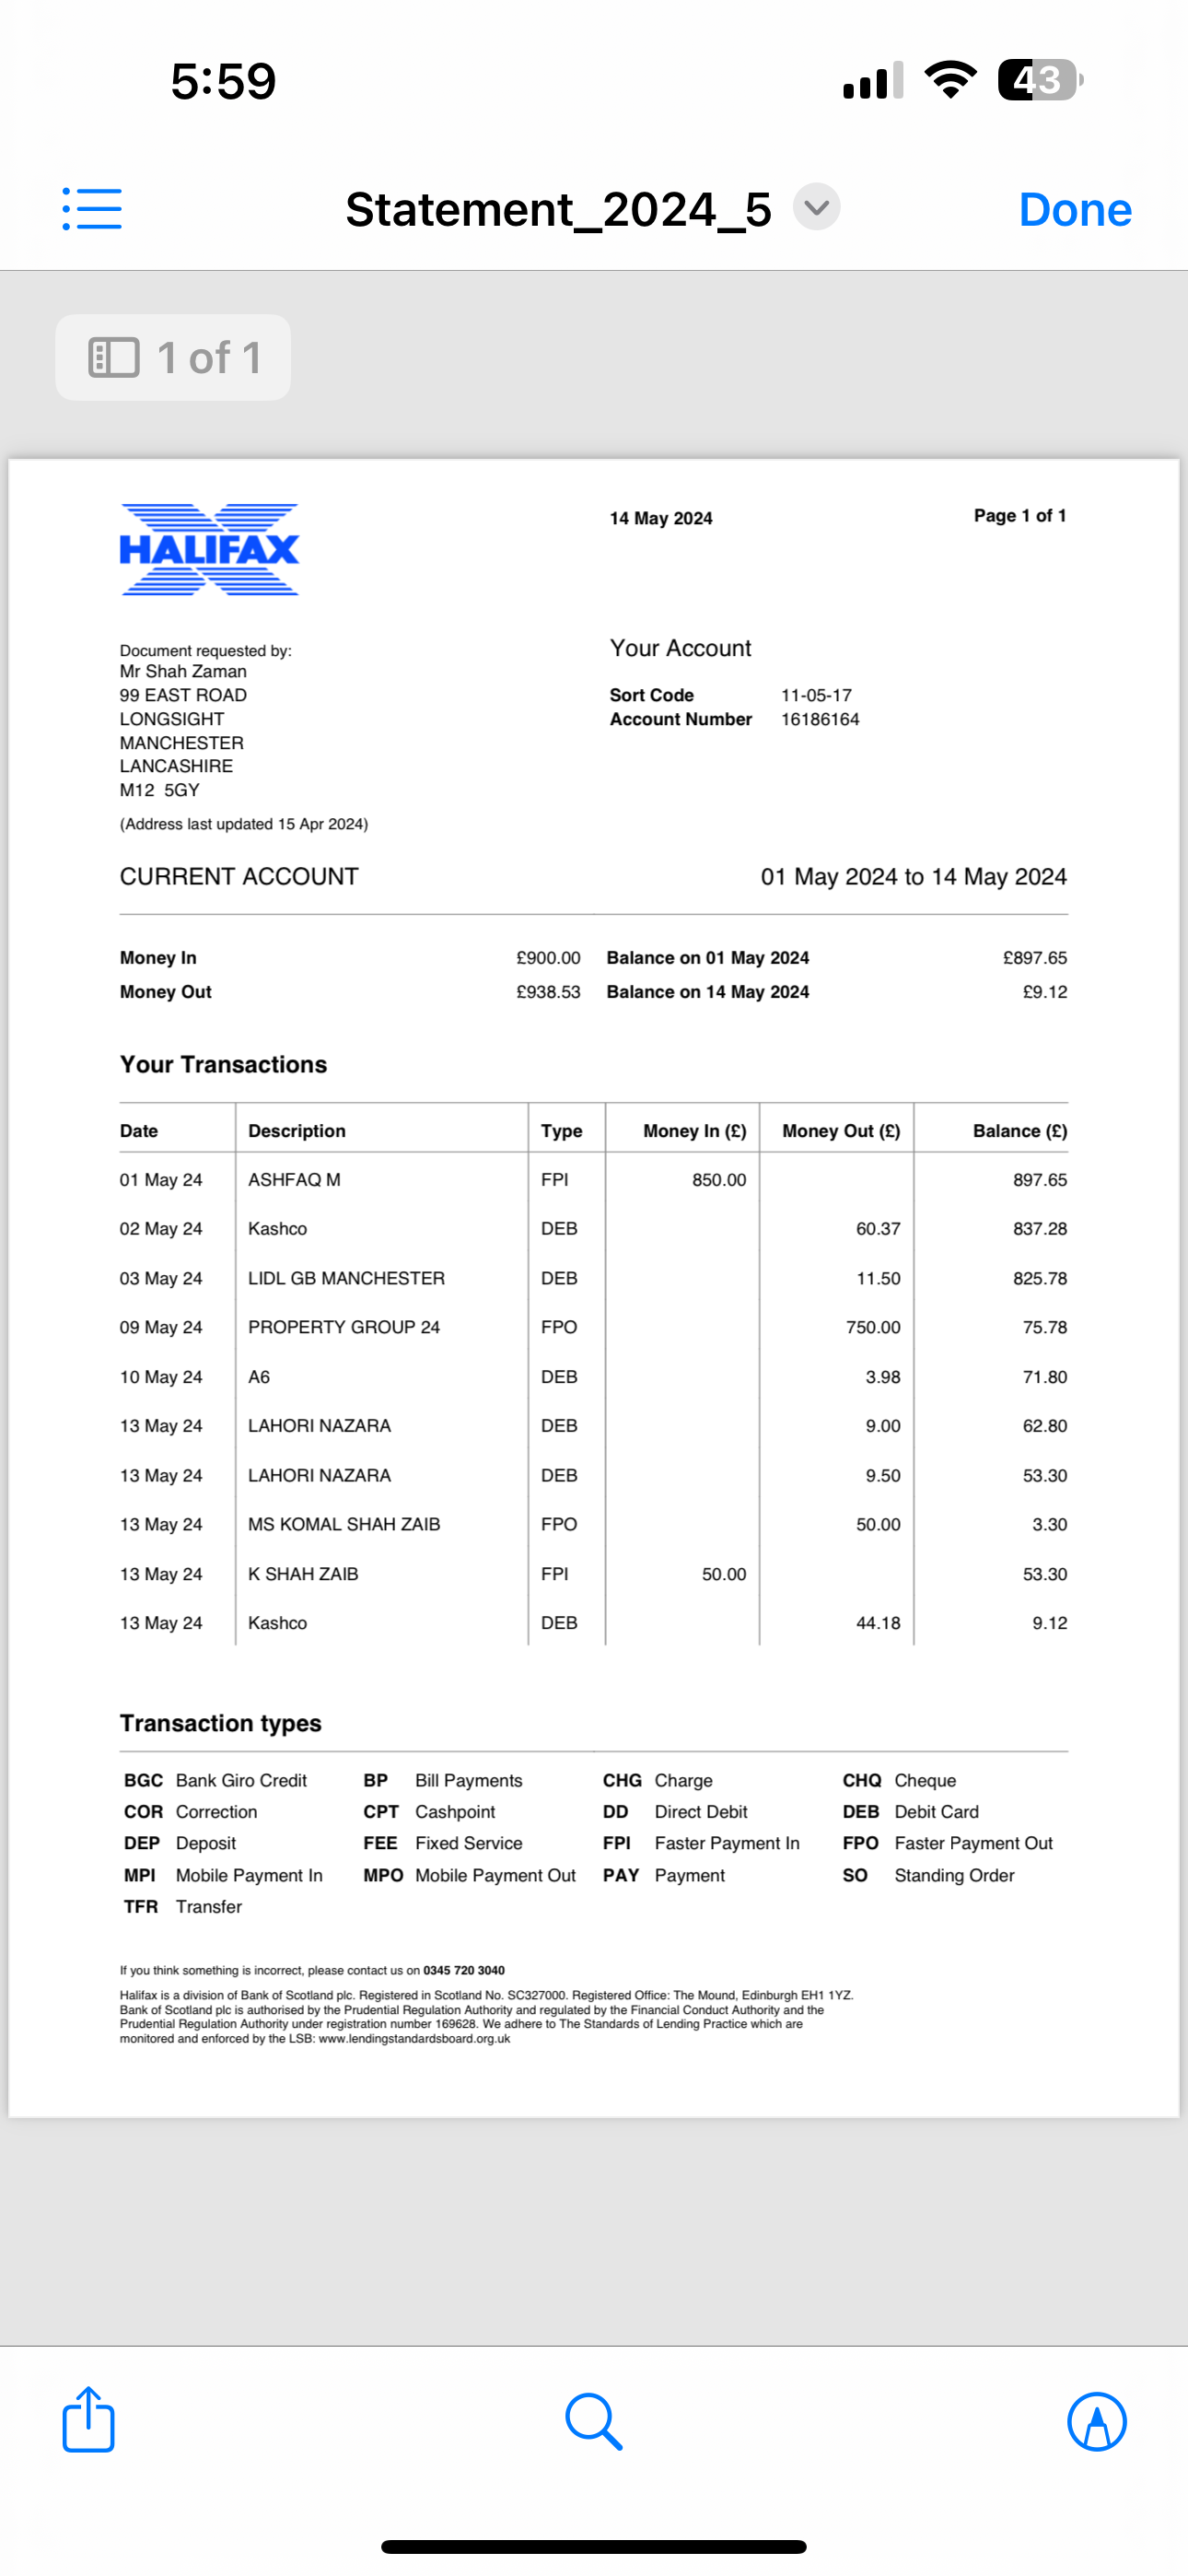 5:59
43
Statement_2024_5
Done
1 of 1
HALIFAX
14 May 2024
Page 1 of 1
Document requested by:
Mr Shah Zaman
99 EAST ROAD
LONGSIGHT
MANCHESTER
LANCASHIRE
M12 5GY
(Address last updated 15 Apr 2024)
Your Account
Sort Code 11-05-17
Account Number 16186164
CURRENT ACCOUNT 01 May 2024 to 14 May 2024
Money In £900.00 Balance on 01 May 2024 £897.65
Money Out £938.53 Balance on 14 May 2024 £9.12
Your Transactions
Date Description Type Money In (£) Money Out (£) Balance (£)
01 May 24 ASHFAQ M FPI 850.00 897.65
02 May 24 Kashco DEB 60.37 837.28
03 May 24 LIDL GB MANCHESTER DEB 11.50 825.78
09 May 24 PROPERTY GROUP 24 FPO 750.00 75.78
10 May 24 A6 DEB 3.98 71.80
13 May 24 LAHORI NAZARA DEB 9.00 62.80
13 May 24 LAHORI NAZARA DEB 9.50 53.30
13 May 24 MS KOMAL SHAH ZAIB FPO 50.00 3.30
13 May 24 K SHAH ZAIB FPI 50.00 53.30
13 May 24 Kashco DEB 44.18 9.12
Transaction types
BGC Bank Giro Credit BP Bill Payments CHG Charge CHQ Cheque
COR Correction CPT Cashpoint DD Direct Debit DEB Debit Card
DEP Deposit FEE Fixed Service FPI Faster Payment In FPO Faster Payment Out
MPI Mobile Payment In MPO Mobile Payment Out PAY Payment SO Standing Order
TFR Transfer
If you think something is incorrect, please contact us on 0345 720 3040
Halifax is a division of Bank of Scotland plc. Registered in Scotland No. SC327000. Registered Office: The Mound, Edinburgh EH1 1YZ.
Bank of Scotland plc is authorised by the Prudential Regulation Authority and regulated by the Financial Conduct Authority and the
Prudential Regulation Authority under registration number 169628. We adhere to The Standards of Lending Practice which are
monitored and enforced by the LSB: www.lendingstandardsboard.org.uk